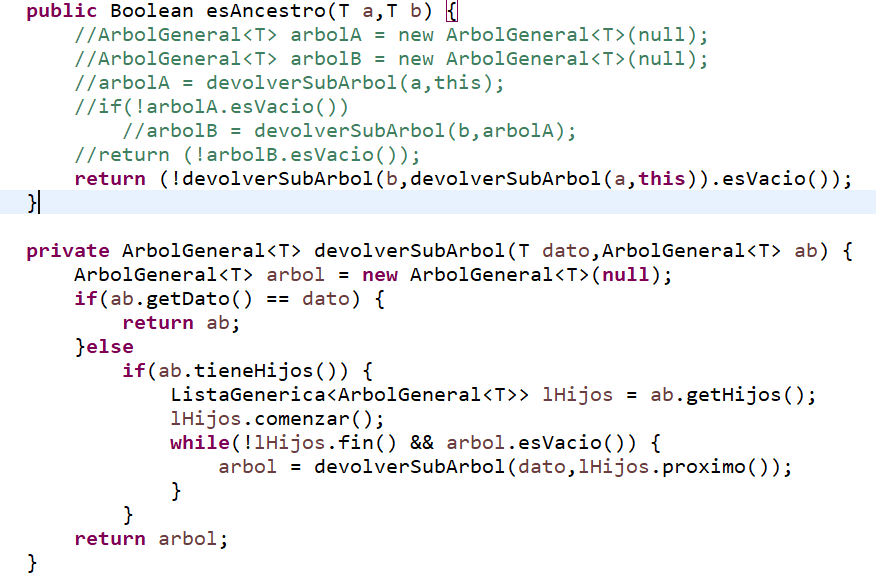 public Boolean esAncestro(T a,T b) {
    //ArbolGeneral<T> arbolA = new ArbolGeneral<T>(null);
    //ArbolGeneral<T> arbolB = new ArbolGeneral<T>(null);
    //arbolA = devolverSubArbol(a,this);
    //if(!arbolA.esVacio())
        //arbolB = devolverSubArbol(b,arbolA);
    //return (!arbolB.esVacio());
    return (!devolverSubArbol(b,devolverSubArbol(a,this)).esVacio());
}

private ArbolGeneral<T> devolverSubArbol(T dato,ArbolGeneral<T> ab) {
    ArbolGeneral<T> arbol = new ArbolGeneral<T>(null);
    if(ab.getDato() == dato) {
        return ab;
    }else
        if(ab.tieneHijos()) {
            ListaGenerica<ArbolGeneral<T>> lHijos = ab.getHijos();
            lHijos.comenzar();
            while(!lHijos.fin() && arbol.esVacio()) {
                arbol = devolverSubArbol(dato,lHijos.proximo());
            }
        }
    return arbol;
}